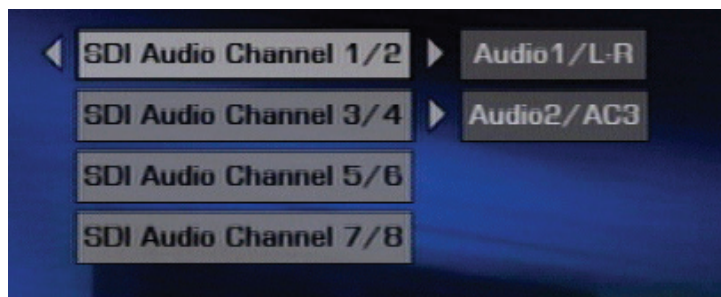 SDI Audio Channel 1/2 Audio1/L-R
SDI Audio Channel 3/4 Audio2/AC3
SDI Audio Channel 5/6
SDI Audio Channel 7/8